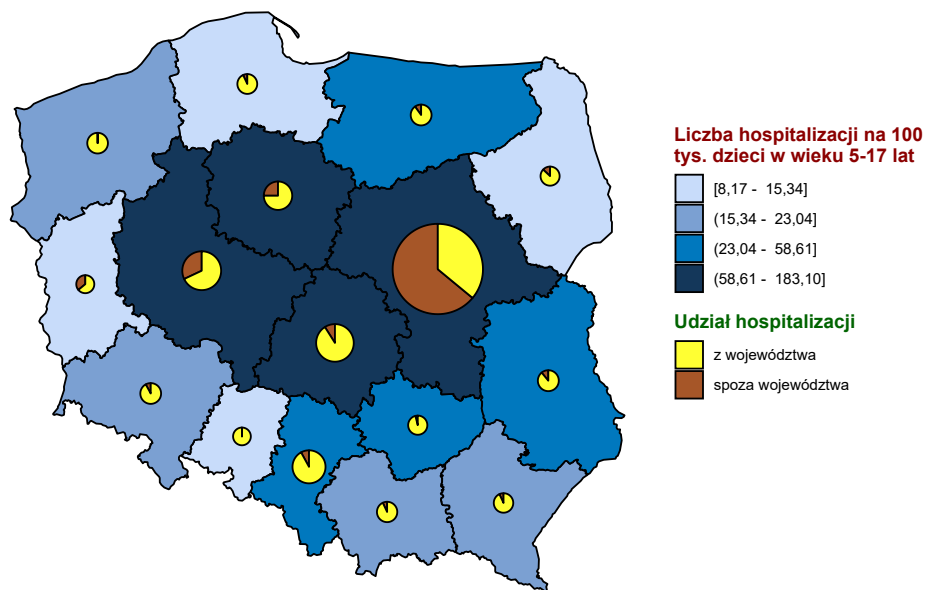 Liczba hospitalizacji na 100
tys. dzieci w wieku 5-17 lat
[8,17 - 15,34]
(15,34 - 23,04]
(23,04 - 58,61]
(58,61 - 183,10]
Udział hospitalizacji
z województwa
spoza województwa